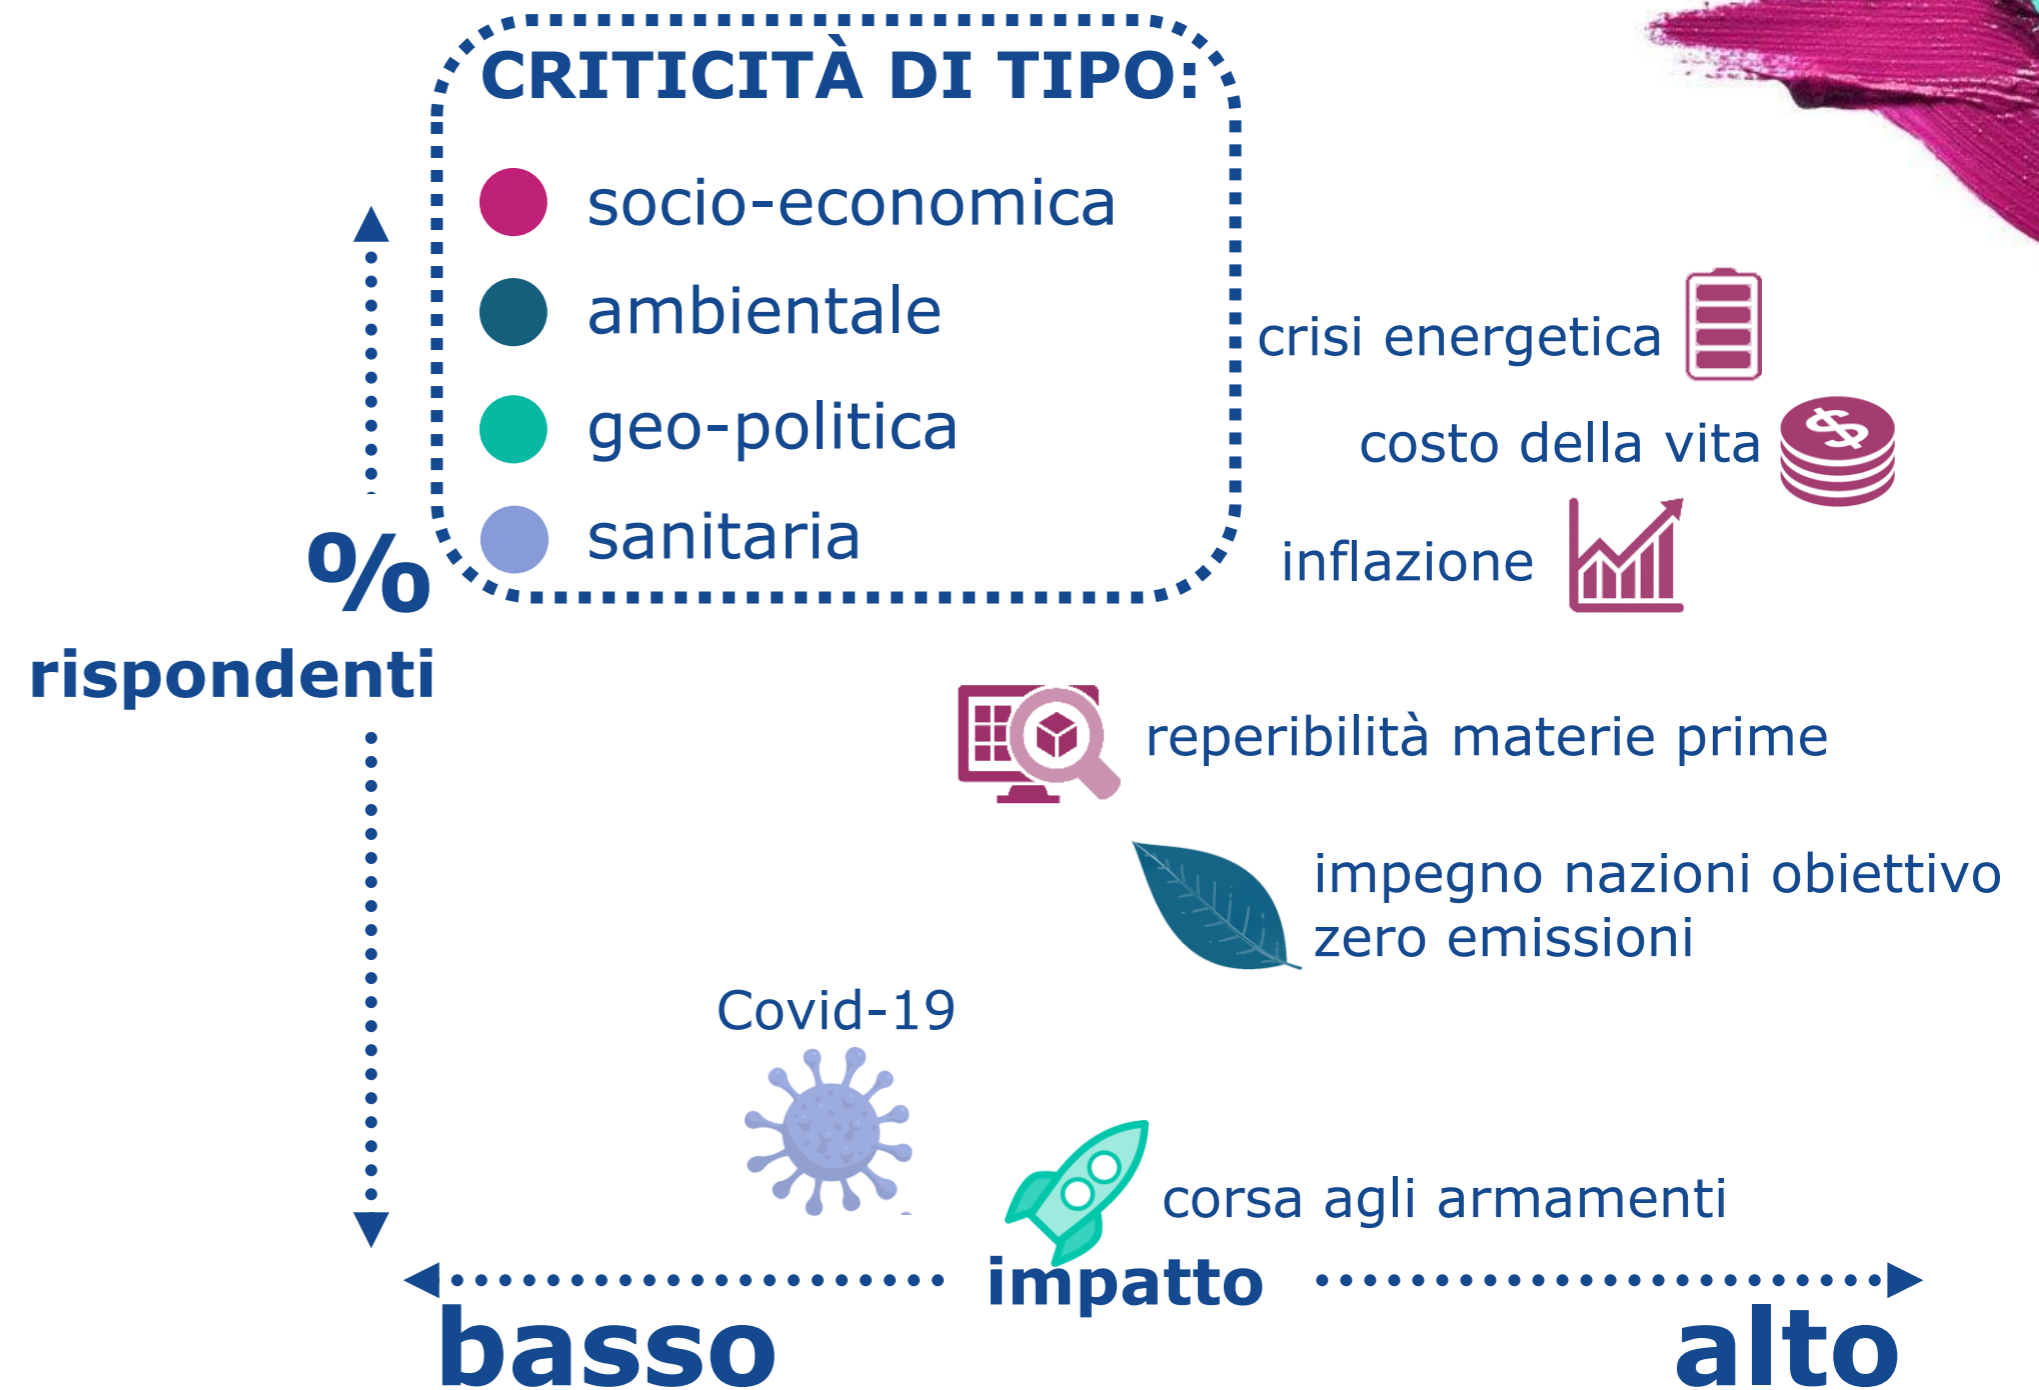 CRITICITÀ DI TIPO:
socio-economica
ambientale
geo-politica
sanitaria
%
rispondenti
crisi energetica
costo della vita
$
inflazione
reperibilità materie prime
impegno nazioni obiettivo
zero emissioni
Covid-19
corsa agli armamenti
impatto
basso
alto